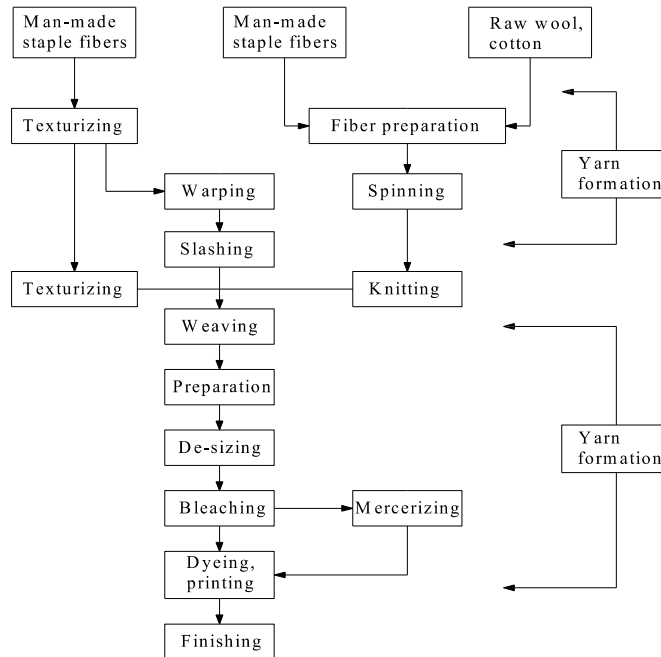 Man-made
staple fibers
Man-made
staple fibers
Raw wool,
cotton
Texturizing
Fiber preparation
Yarn
formation
Warping
Spinning
Slashing
Texturizing
Knitting
Weaving
Preparation
De-sizing
Yarn
formation
Bleaching
Mercerizing
Dyeing,
printing
Finishing